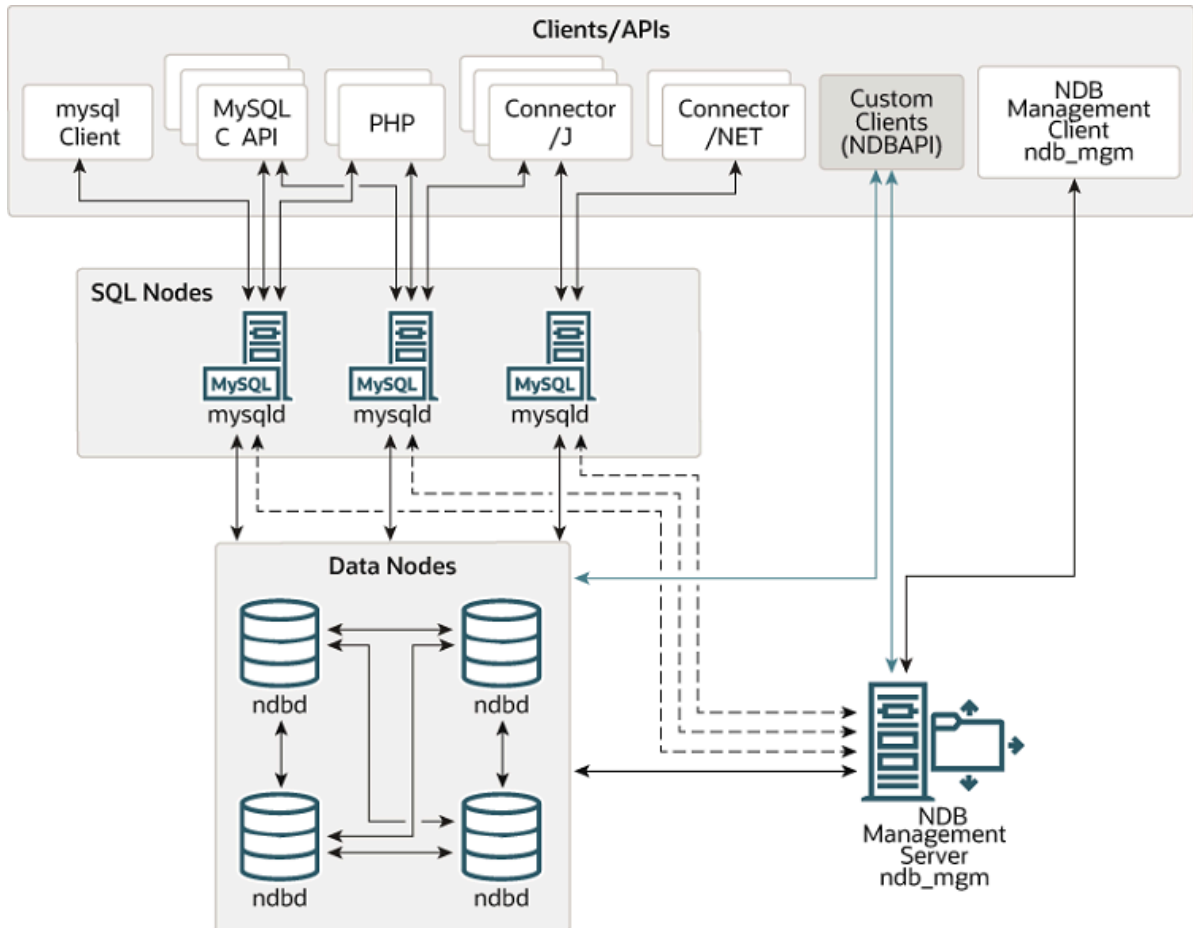 Clients/APIs
mysql
Client
MySQL
C API
PHP
Connector
/J
Connector
/NET
Custom
Clients
(NDBAPI)
NDB
Management
Client
ndb_mgm
SQL Nodes
MySQL
mysqld
MySQL
mysqld
MySQL
mysqld
Data Nodes
ndbd
ndbd
ndbd
ndbd
NDB
Management
Server
ndb_mgm